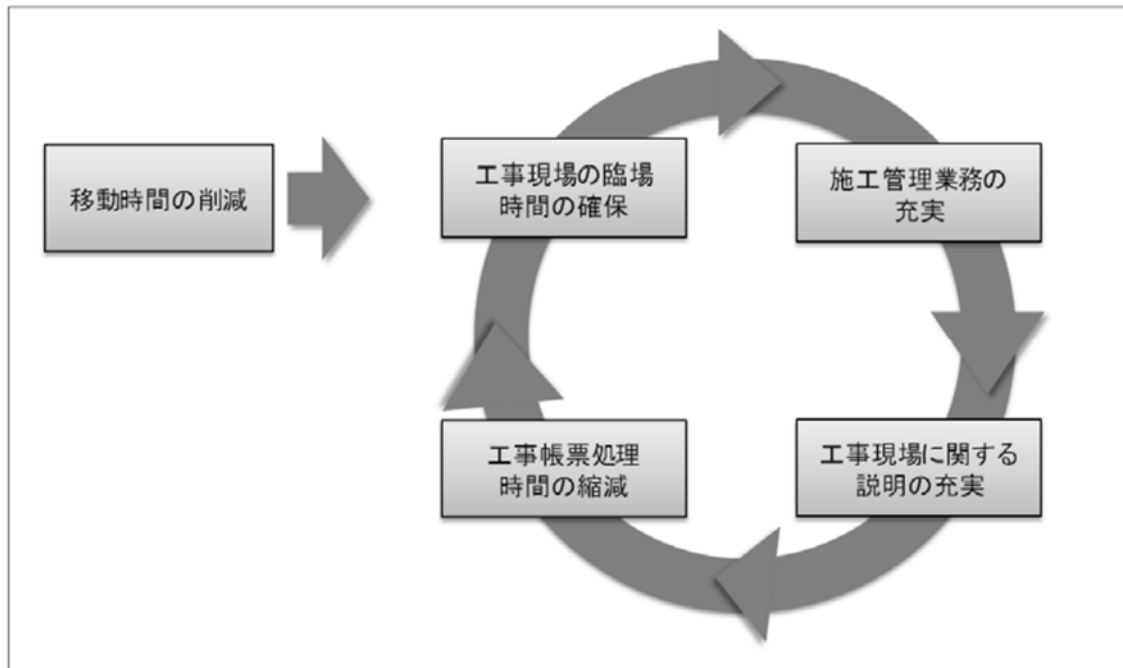 移動時間の削減
工事現場の臨場
時間の確保
施工管理業務の
充実
工事現場に関する
説明の充実
工事帳票処理
時間の縮減